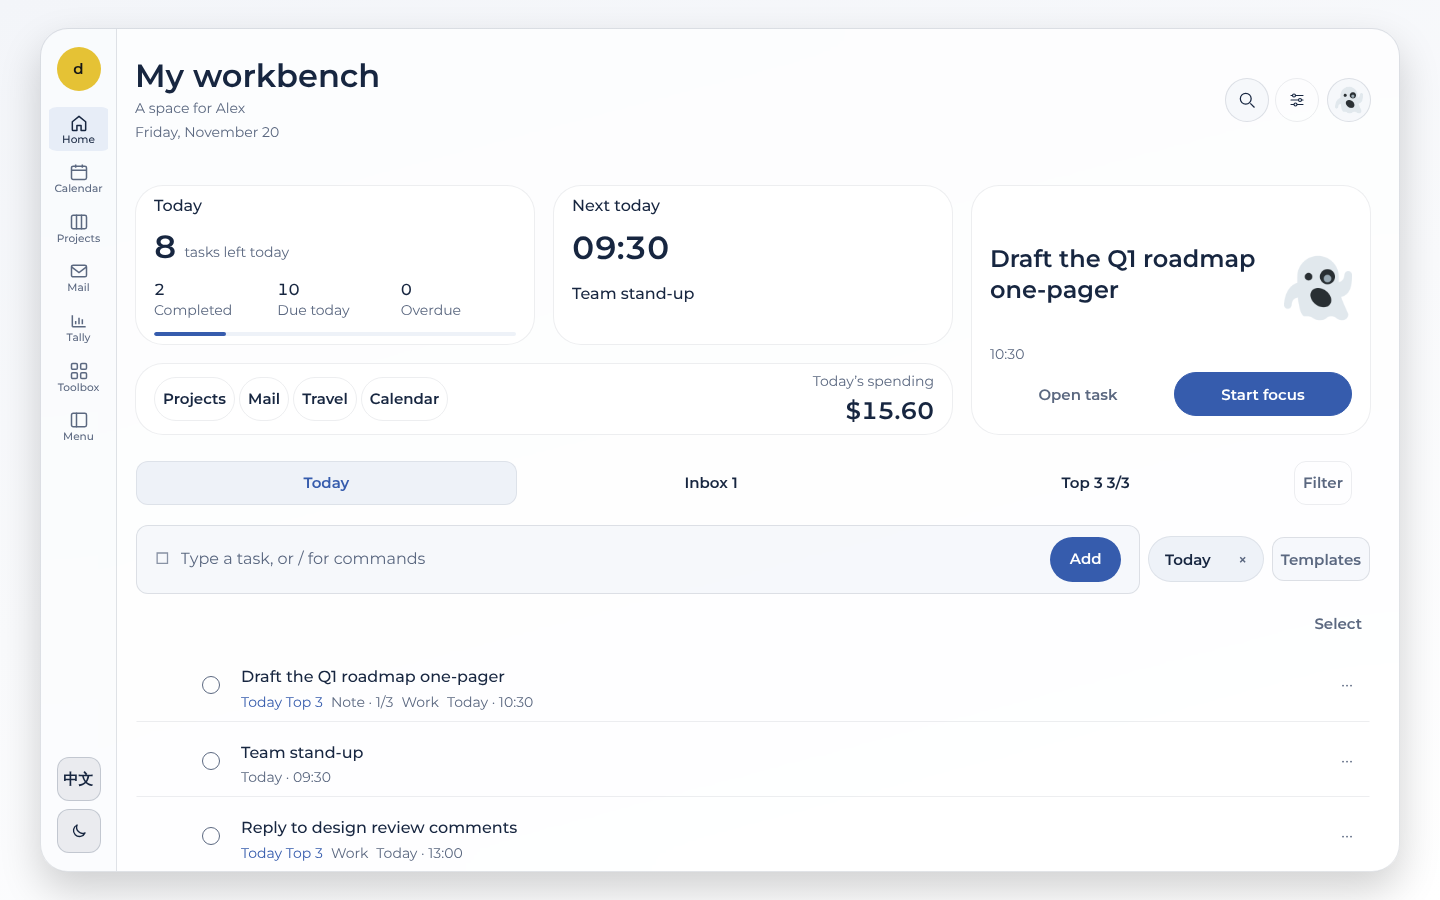 d
Home
Calendar
Projects
Mail
Tally
Toolbox
Menu
中文
My workbench
A space for Alex
Friday, November 20
Today
8 tasks left today
2 10 0
Completed Due today Overdue
Next today
09:30
Team stand-up
Draft the Q1 roadmap
one-pager
10:30
Open task Start focus
Projects Mail Travel Calendar
Today's spending
$15.60
Today Inbox 1 Top 3 3/3 Filter
Type a task, or / for commands Add Today × Templates
Select
Draft the Q1 roadmap one-pager
Today Top 3 Note · 1/3 Work Today · 10:30
...
Team stand-up
Today · 09:30
...
Reply to design review comments
Today Top 3 Work Today · 13:00
...